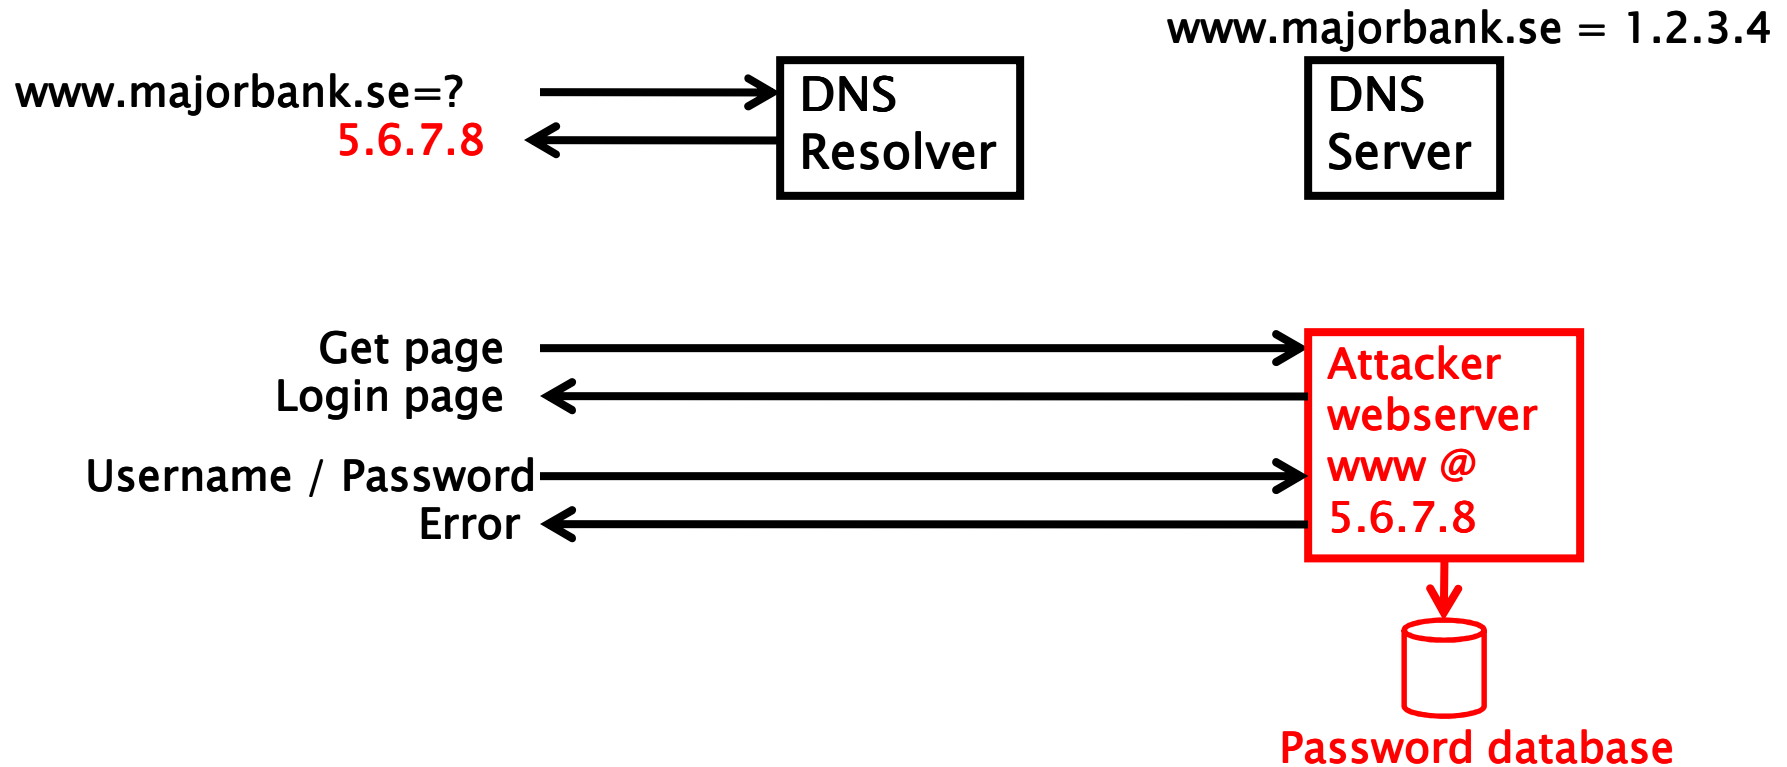 www.majorbank.se = 1.2.3.4
www.majorbank.se=?
5.6.7.8
DNS
Resolver
DNS
Server
Get page
Login page
Username / Password
Error
Attacker
webserver
www @
5.6.7.8
Password database